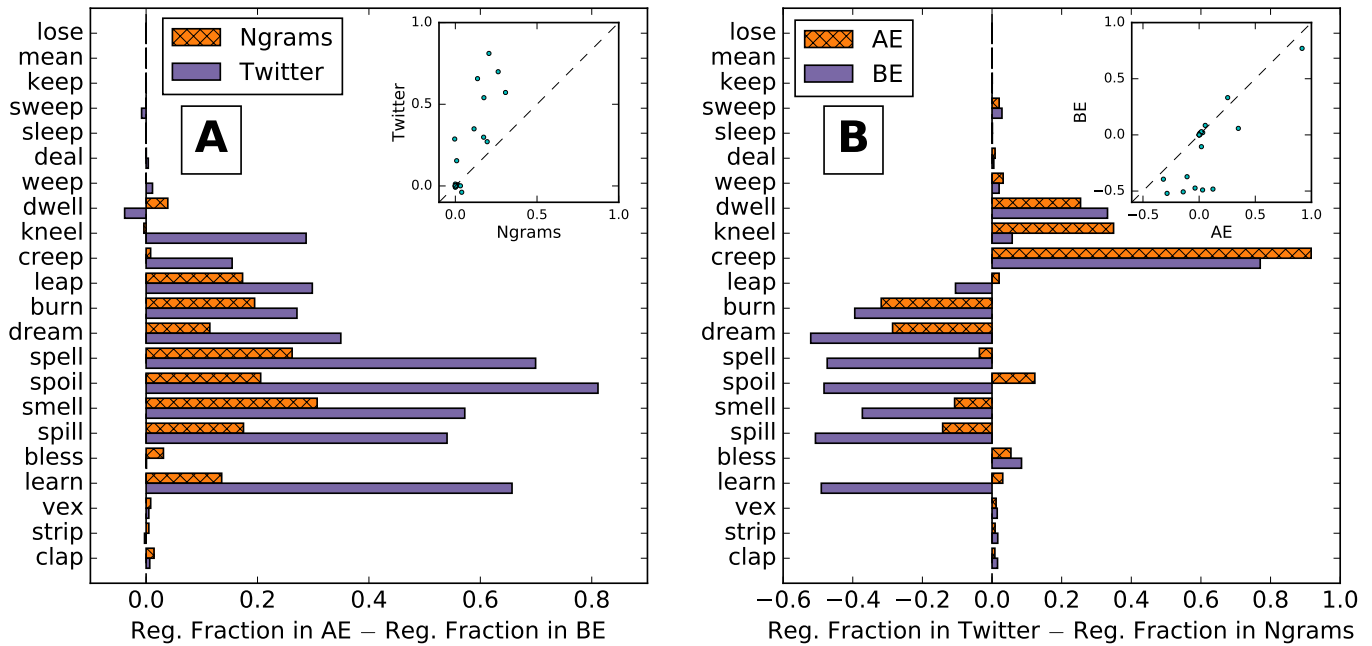 lose
mean
keep
sweep
sleep
deal
weep
dwell
kneel
creep
leap
burn
dream
spell
spoil
smell
spill
bless
learn
vex
strip
clap
Ngrams
Twitter
A
1.0
0.5
0.0
0.0 0.5 1.0
Twitter
Ngrams
0.0 0.2 0.4 0.6 0.8
Reg. Fraction in AE − Reg. Fraction in BE
lose
mean
keep
sweep
sleep
deal
weep
dwell
kneel
creep
leap
burn
dream
spell
spoil
smell
spill
bless
learn
vex
strip
clap
AE
BE
B
1.0
0.5
0.0
−0.5
−0.5 0.0 0.5 1.0
BE
AE
−0.6 −0.4 −0.2 0.0 0.2 0.4 0.6 0.8 1.0
Reg. Fraction in Twitter − Reg. Fraction in Ngrams